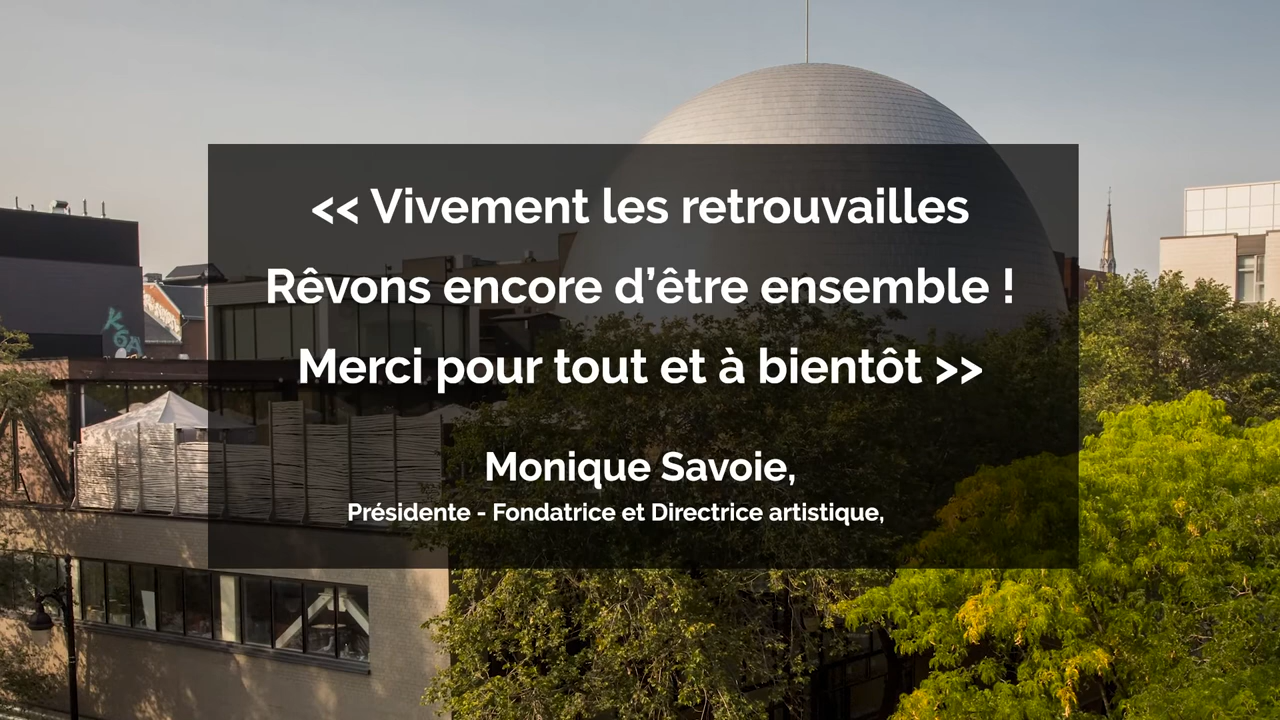 << Vivement les retrouvailles
Rêvons encore d’être ensemble !
Merci pour tout et à bientôt >>
Monique Savoie,
Présidente - Fondatrice et Directrice artistique,
K6A